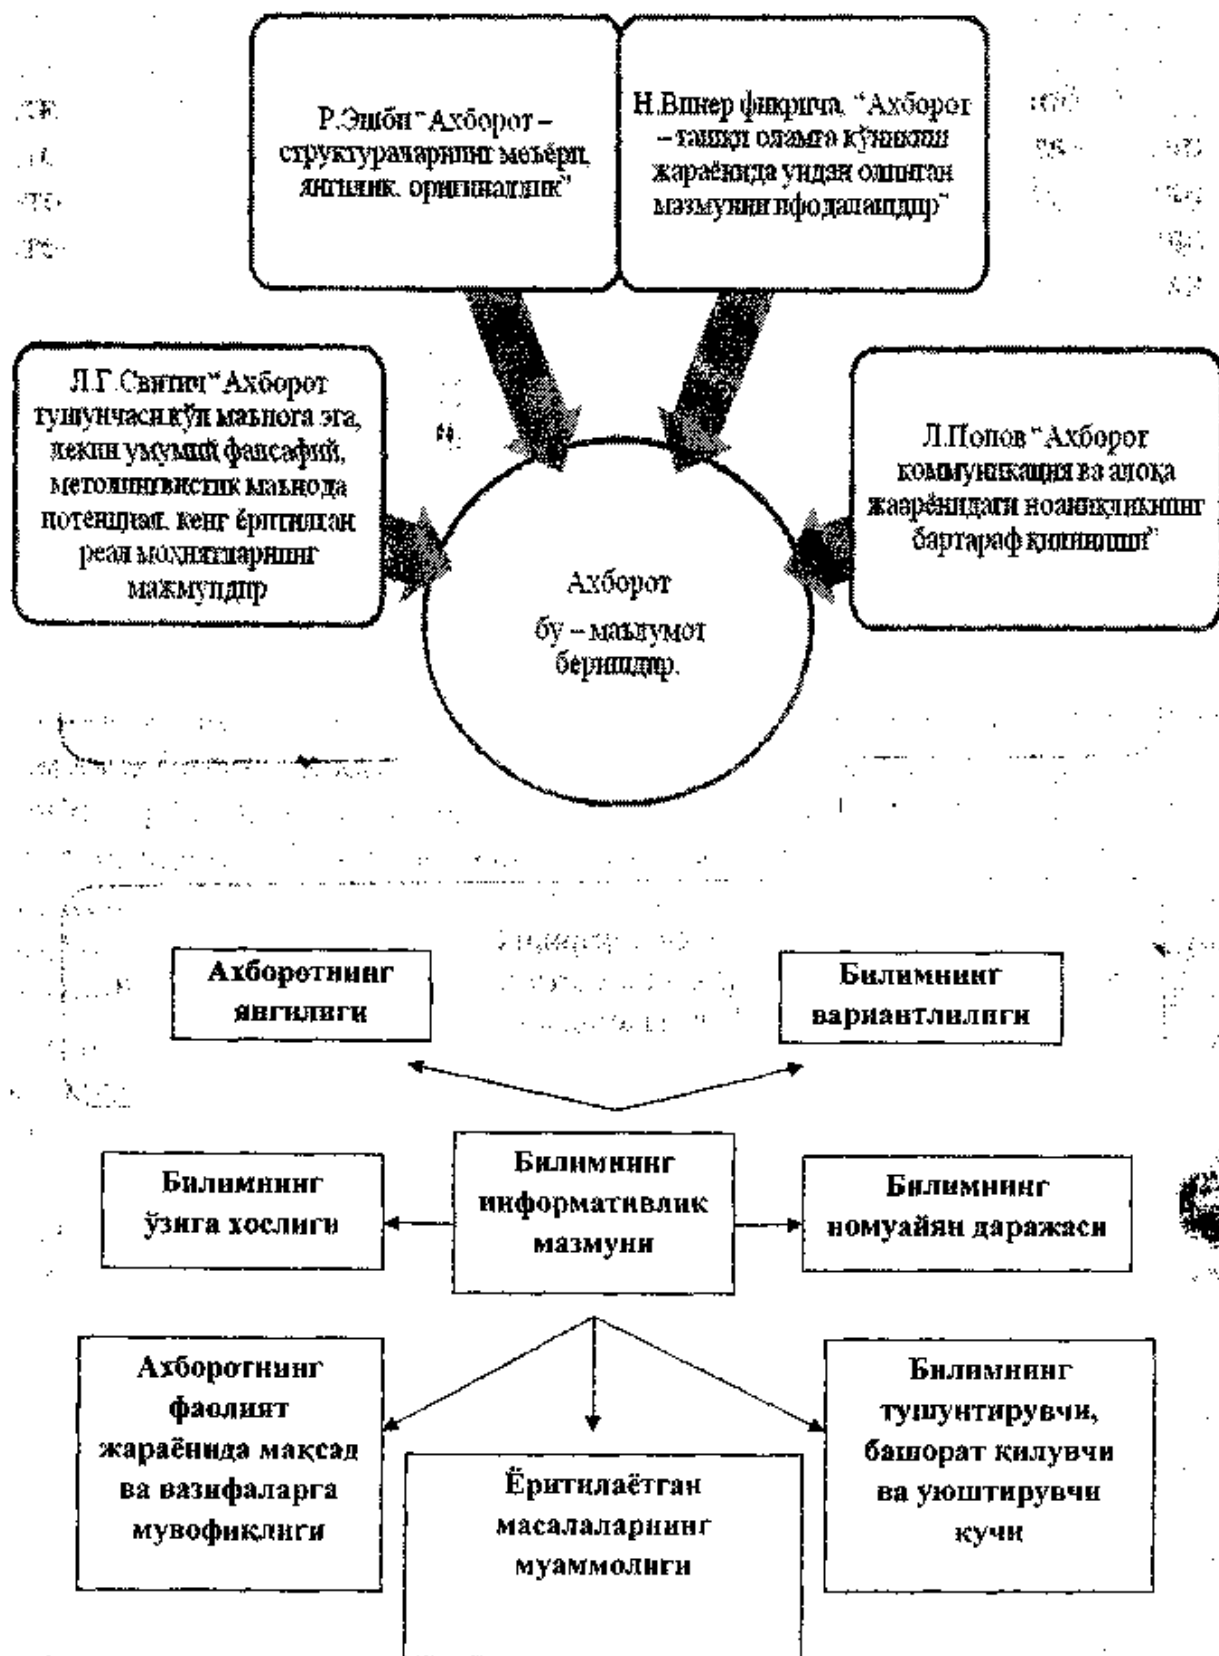 Р.Эшби “Ахборот –
структураларнинг меъёри,
янгилик, оригиналлик”
Н.Винер фикрича, “Ахборот
– ташқи оламга кўникиш
жараёнида ундан олинган
мазмунни ифодалашдир”
Л.Г.Свитич “Ахборот
тушунчаси кўп маънога эга,
лекин умумий фалсафий,
метолингвистик маънода
потенциал, кенг ёритилган
реал моҳиятларнинг
мажмуидир
Л.Попов “Ахборот
коммуникация ва алоқа
жаарёнидаги ноаниқликнинг
бартараф қилиниши”
Ахборот
бу – маълумот
беришдир.
Ахборотнинг
янгилиги
Билимнинг
вариантлилиги
Билимнинг
ўзига хослиги
Билимнинг
информативлик
мазмуни
Билимнинг
номуайян даражаси
Ахборотнинг
фаолият
жараёнида мақсад
ва вазифаларга
мувофиқлиги
Ёритилаётган
масалаларнинг
муаммолиги
Билимнинг
тушунтирувчи,
башорат қилувчи
ва уюштирувчи
кучи